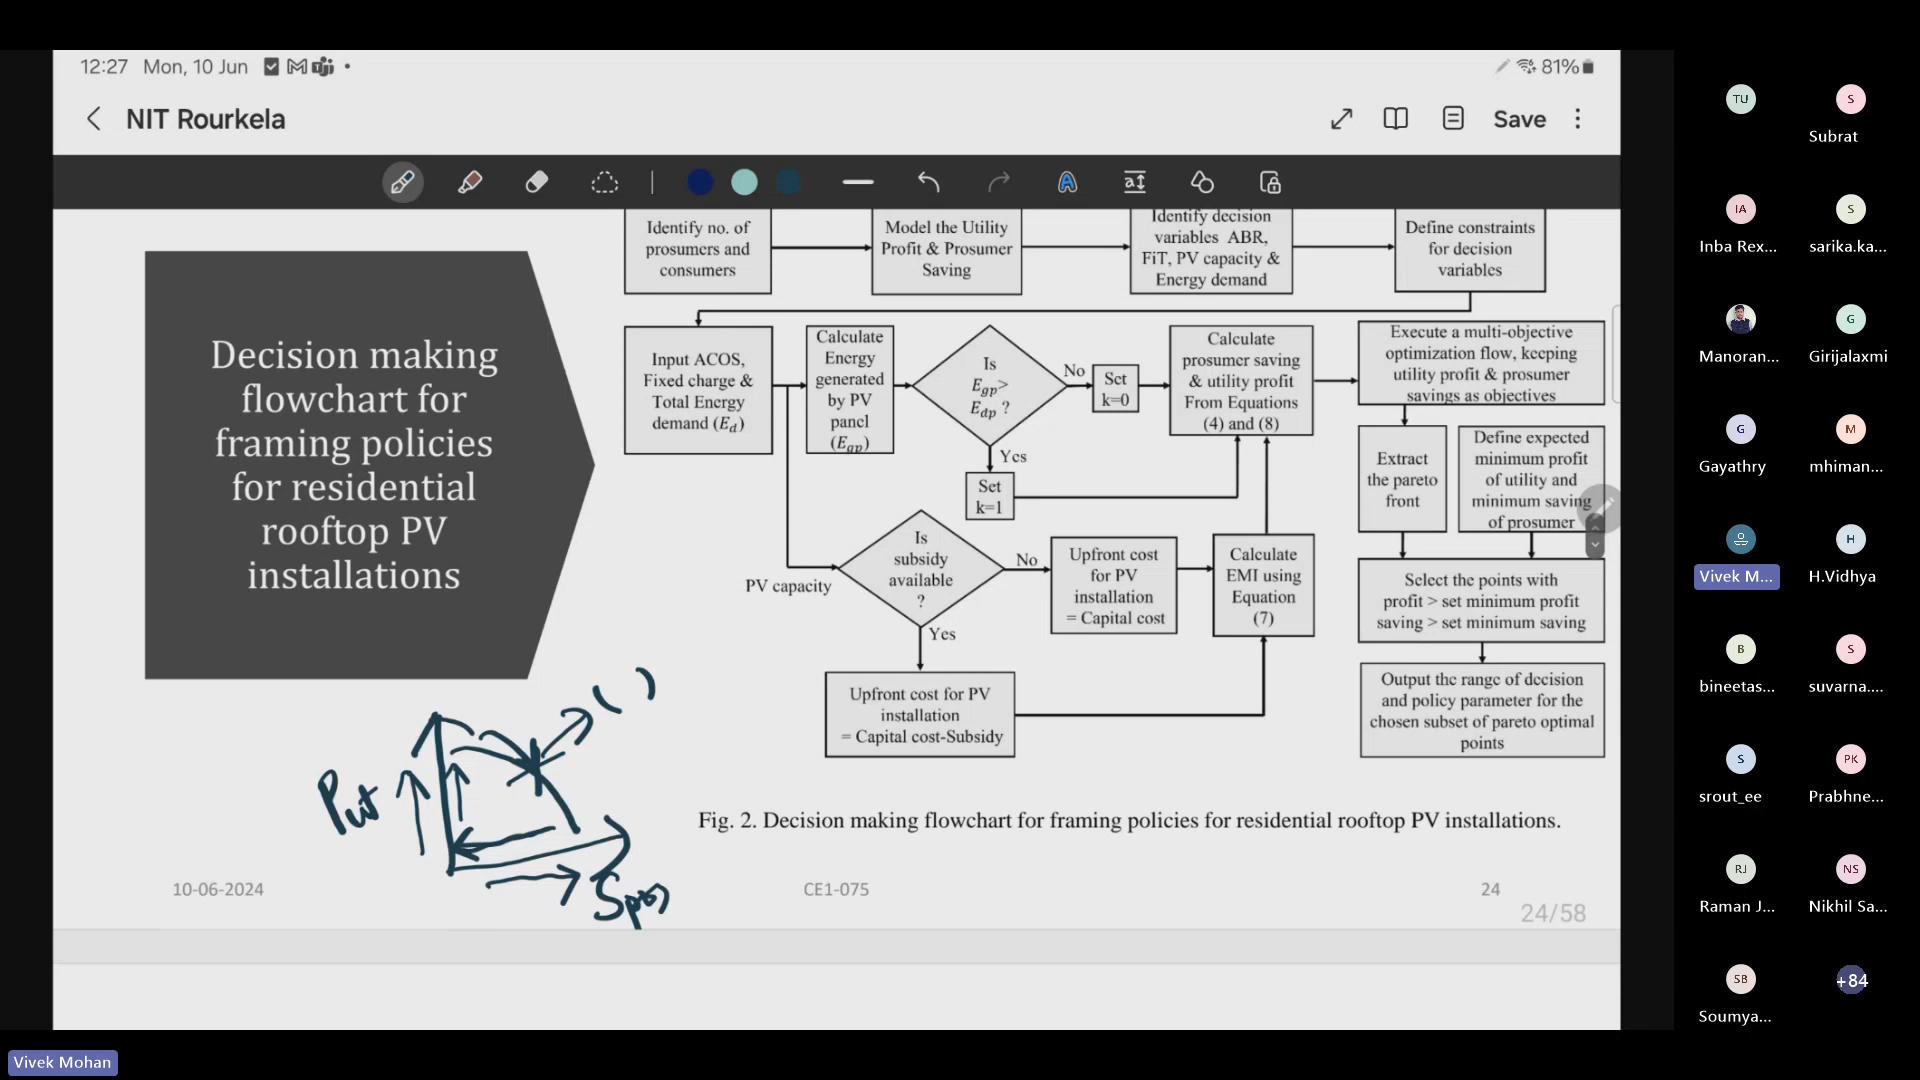 12:27 Mon, 10 Jun
81%
NIT Rourkela
Save
Decision making
flowchart for
framing policies
for residential
rooftop PV
installations
Identify no. of
prosumers and
consumers
Model the Utility
Profit & Prosumer
Saving
Identify decision
variables ABR,
FiT, PV capacity &
Energy demand
Define constraints
for decision
variables
Input ACOS,
Fixed charge &
Total Energy
demand (E_d)
Calculate
Energy
generated
by PV
panel
(E_gp)
Is
E_gp>
E_dp ?
No
Set
k=0
Yes
Set
k=1
Calculate
prosumer saving
& utility profit
From Equations
(4) and (8)
Execute a multi-objective
optimization flow, keeping
utility profit & prosumer
savings as objectives
Extract
the pareto
front
Define expected
minimum profit
of utility and
minimum saving
of prosumer
PV capacity
Is
subsidy
available
?
No
Upfront cost
for PV
installation
= Capital cost
Calculate
EMI using
Equation
(7)
Yes
Upfront cost for PV
installation
= Capital cost-Subsidy
Select the points with
profit > set minimum profit
saving > set minimum saving
Output the range of decision
and policy parameter for the
chosen subset of pareto optimal
points
Fig. 2. Decision making flowchart for framing policies for residential rooftop PV installations.
10-06-2024
CE1-075
24
24/58
TU
S
Subrat
IA
Inba Rex...
S
sarika.ka...
Manoran...
G
Girijalaxmi
G
Gayathry
M
mhiman...
Vivek M...
H
H.Vidhya
B
bineetas...
S
suvarna....
S
srout_ee
PK
Prabhne...
RJ
Raman J...
NS
Nikhil Sa...
SB
Soumya...
+84
Vivek Mohan